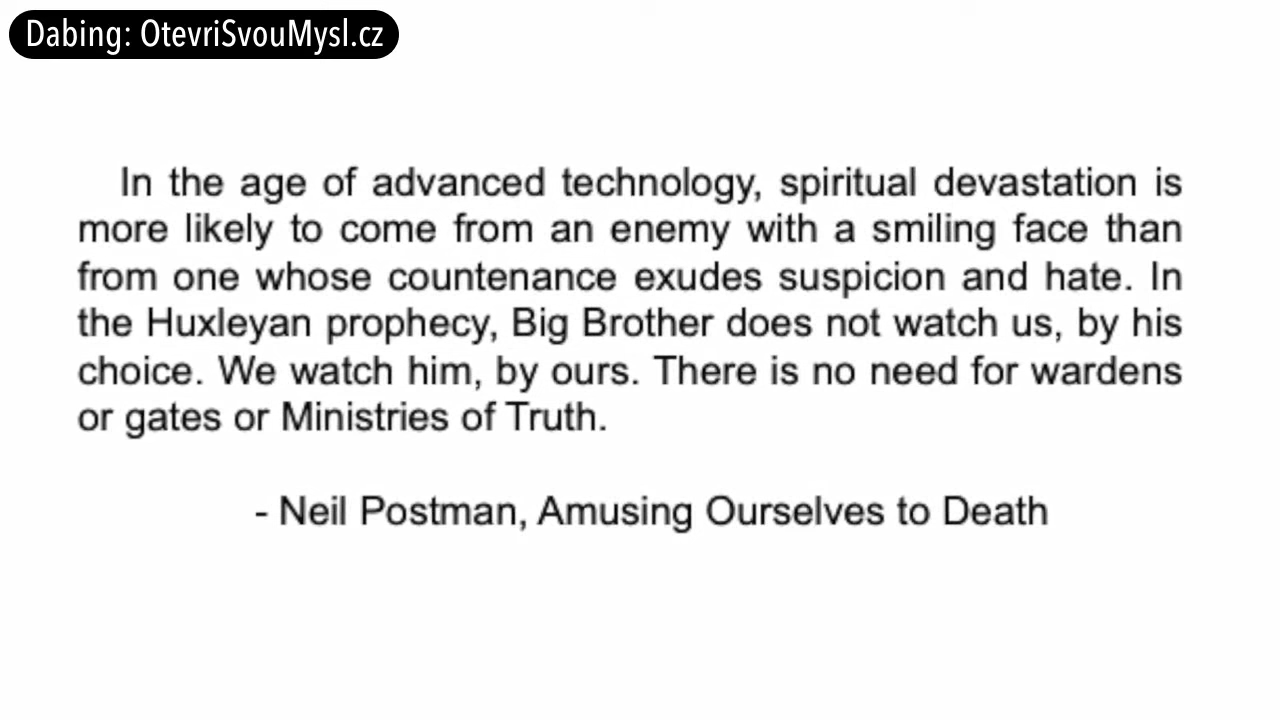 Dabing: OtevriSvouMysl.cz
In the age of advanced technology, spiritual devastation is
more likely to come from an enemy with a smiling face than
from one whose countenance exudes suspicion and hate. In
the Huxleyan prophecy, Big Brother does not watch us, by his
choice. We watch him, by ours. There is no need for wardens
or gates or Ministries of Truth.
- Neil Postman, Amusing Ourselves to Death